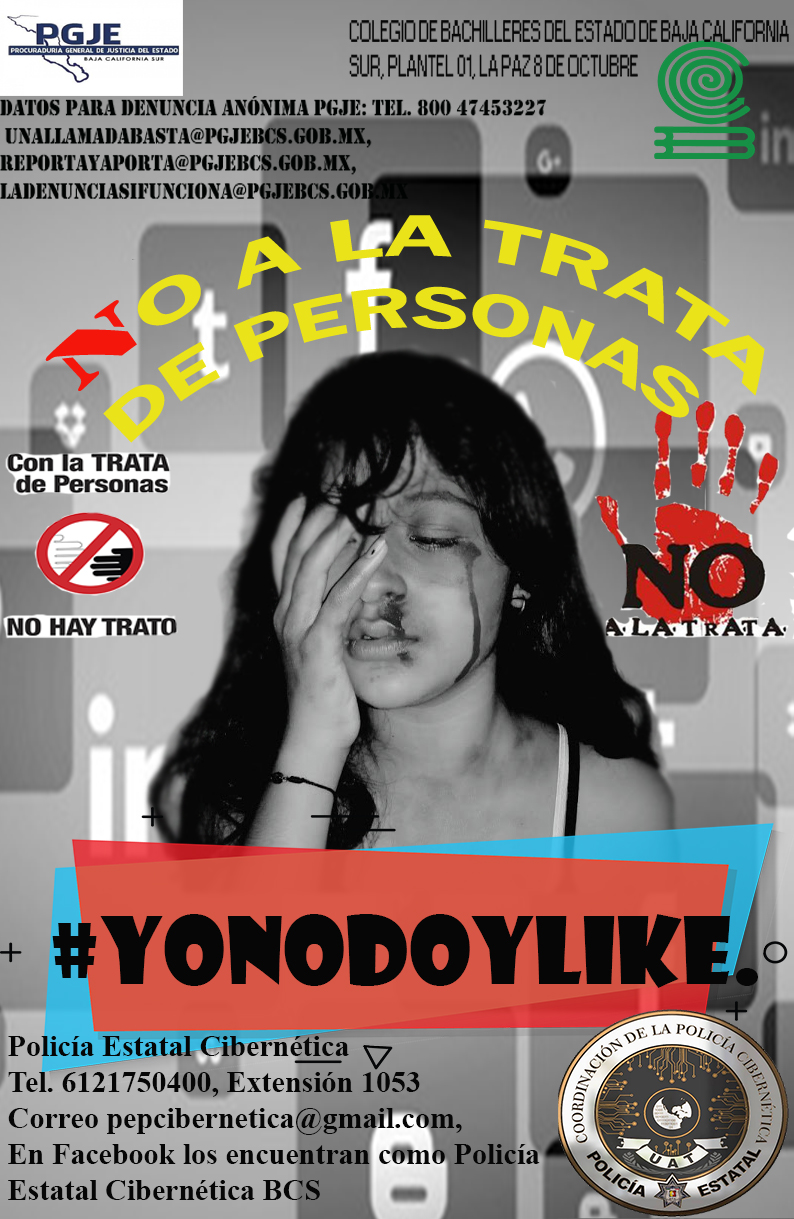 PGJE
PROCURADURÍA GENERAL DE JUSTICIA DEL ESTADO
BAJA CALIFORNIA SUR
COLEGIO DE BACHILLERES DEL ESTADO DE BAJA CALIFORNIA
SUR, PLANTEL 01, LA PAZ 8 DE OCTUBRE
DATOS PARA DENUNCIA ANÓNIMA PGJE: TEL. 800 47453227
UNALLAMADABASTA@PGJEBCS.GOB.MX,
REPORTAYAPORTA@PGJEBCS.GOB.MX,
LADENUNCIASIFUNCIONA@PGJEBCS.GOB.MX
G+
in
t
f
NO A LA TRATA
DE PERSONAS
Con la TRATA
de Personas
NO HAY TRATO
NO
A·LA·TRATA·
in
#YONODOYLIKE.
Policía Estatal Cibernética
Tel. 6121750400, Extensión 1053
Correo pepcibernetica@gmail.com,
En Facebook los encuentran como Policía
Estatal Cibernética BCS
COORDINACIÓN DE LA POLICÍA CIBERNÉTICA
UAT
POLICÍA ESTATAL